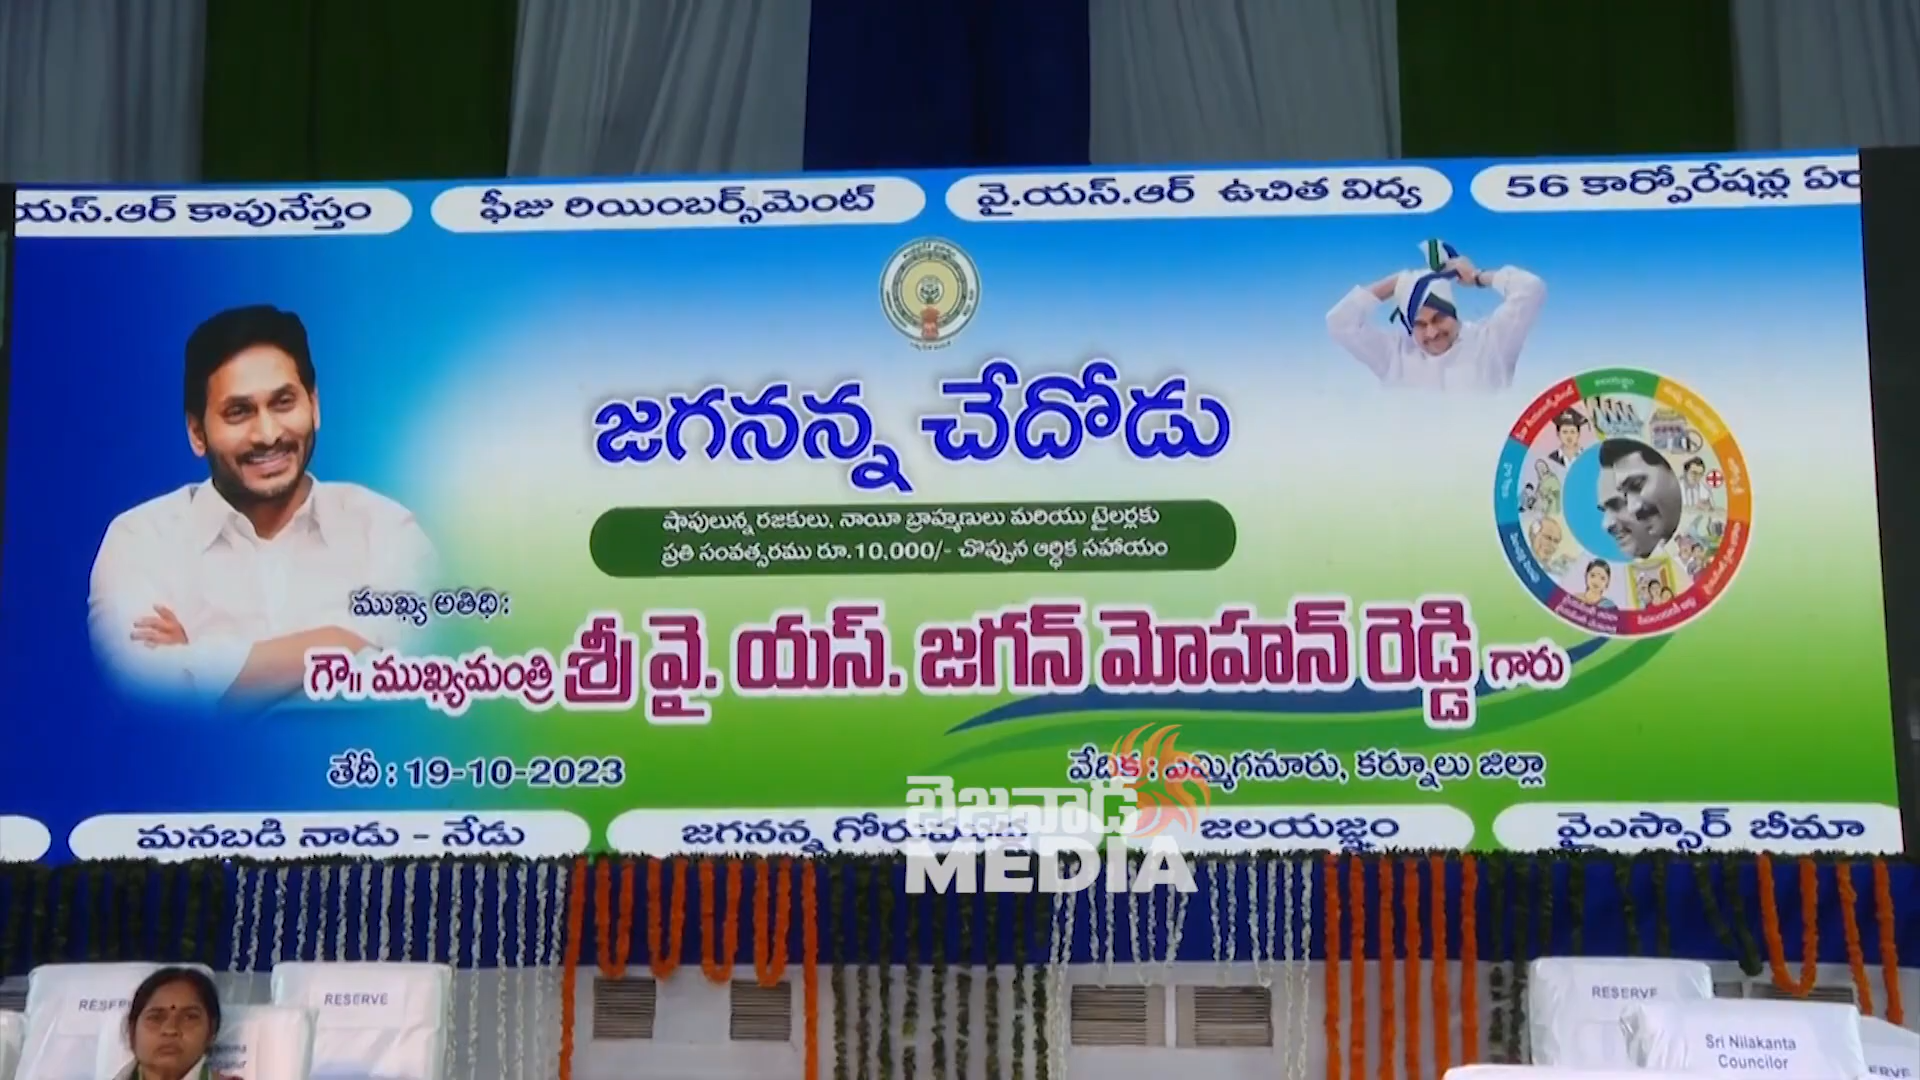 యస్.ఆర్ కాపునేస్తం
ఫీజు రియింబర్స్‌మెంట్
వై.యస్.ఆర్ ఉచిత విద్య
56 కార్పోరేషన్ల
జగనన్న చేదోడు
షాపులున్న రజకులు, నాయీ బ్రాహ్మణులు మరియు టైలర్లకు
ప్రతి సంవత్సరము రూ.10,000/- చొప్పున ఆర్ధిక సహాయం
ముఖ్య అతిథి:
గౌ|| ముఖ్యమంత్రి శ్రీ వై. యస్. జగన్ మోహన్ రెడ్డి గారు
తేదీ : 19-10-2023
వేదిక : ఎమ్మిగనూరు, కర్నూలు జిల్లా
మనబడి నాడు - నేడు
జగనన్న
జలయజ్ఞం
వైఎస్సార్ బీమా
బెజవాడ
MEDIA
RESERVE
RESERVE
Sri Nilakanta
Councilor